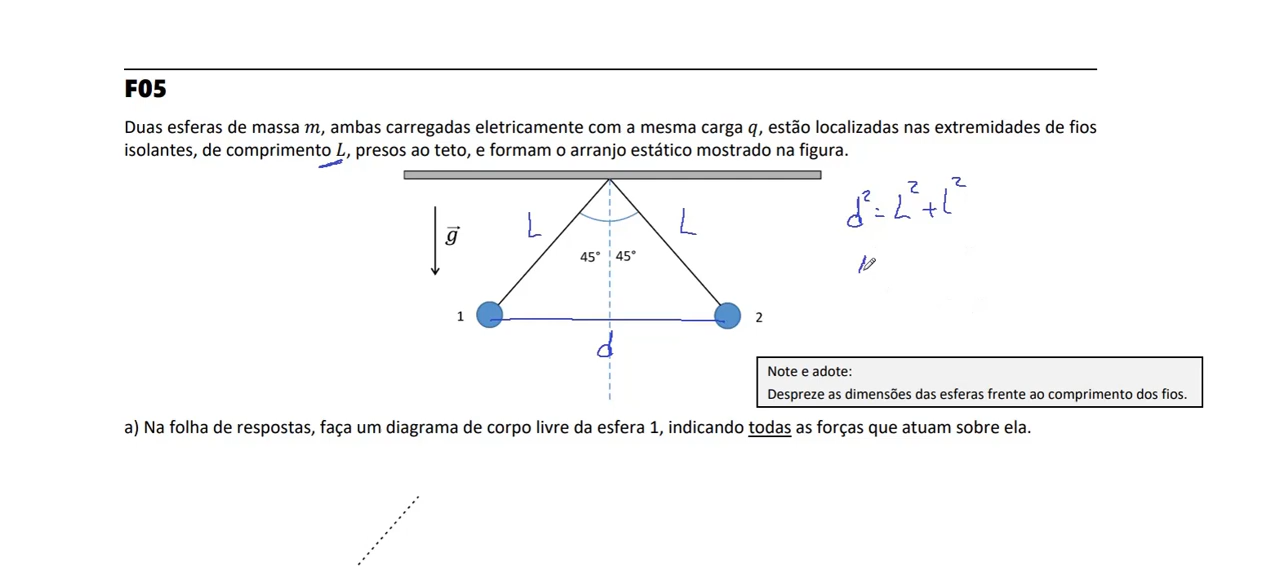 F05
Duas esferas de massa m, ambas carregadas eletricamente com a mesma carga q, estão localizadas nas extremidades de fios
isolantes, de comprimento L, presos ao teto, e formam o arranjo estático mostrado na figura.
d² = L² + L²
L L
g⃗
45° 45°
1 2
d
Note e adote:
Despreze as dimensões das esferas frente ao comprimento dos fios.
a) Na folha de respostas, faça um diagrama de corpo livre da esfera 1, indicando todas as forças que atuam sobre ela.